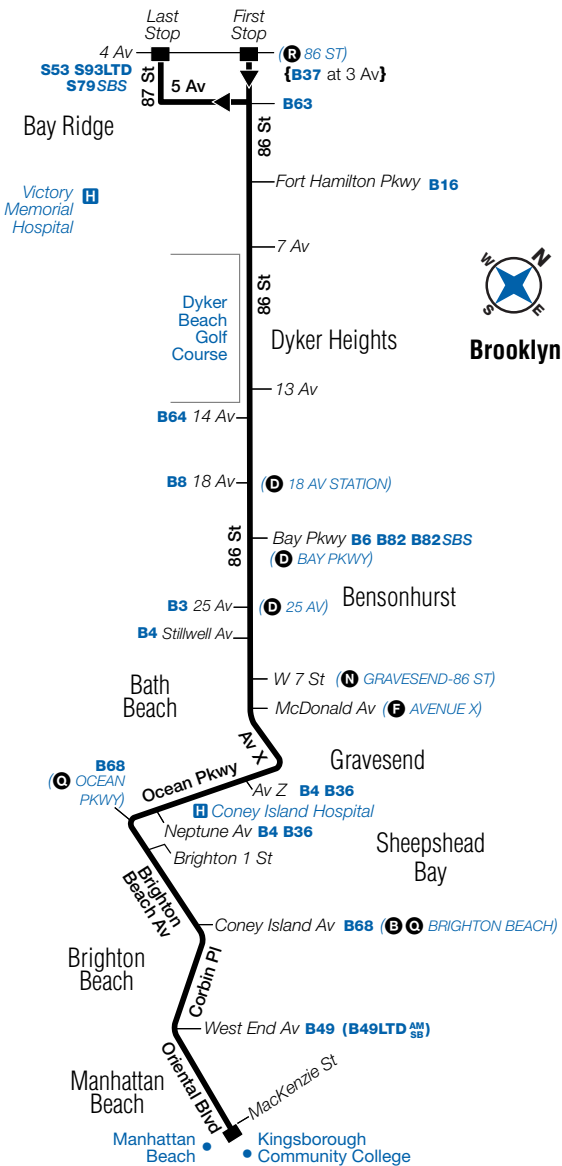 Last
Stop
First
Stop
4 Av
(R 86 ST)
{B37 at 3 Av}
S53 S93LTD
S79SBS
87 St
5 Av
B63
Bay Ridge
86 St
Fort Hamilton Pkwy B16
Victory
Memorial
Hospital
H
7 Av
86 St
Dyker
Beach
Golf
Course
Dyker Heights
W
N
S
E
Brooklyn
13 Av
B64 14 Av
B8 18 Av
(D 18 AV STATION)
86 St
Bay Pkwy B6 B82 B82SBS
(D BAY PKWY)
B3 25 Av
(D 25 AV)
Bensonhurst
B4 Stillwell Av
W 7 St (N GRAVESEND-86 ST)
Bath
Beach
McDonald Av (F AVENUE X)
Av X
Gravesend
B68
(Q OCEAN
PKWY)
Ocean Pkwy
Av Z B4 B36
H Coney Island Hospital
Neptune Av B4 B36
Brighton 1 St
Sheepshead
Bay
Brighton
Beach Av
Coney Island Av B68 (B Q BRIGHTON BEACH)
Brighton
Beach
Corbin Pl
West End Av B49 (B49LTD AM SB)
Oriental Blvd
Manhattan
Beach
MacKenzie St
Manhattan
Beach
Kingsborough
Community College